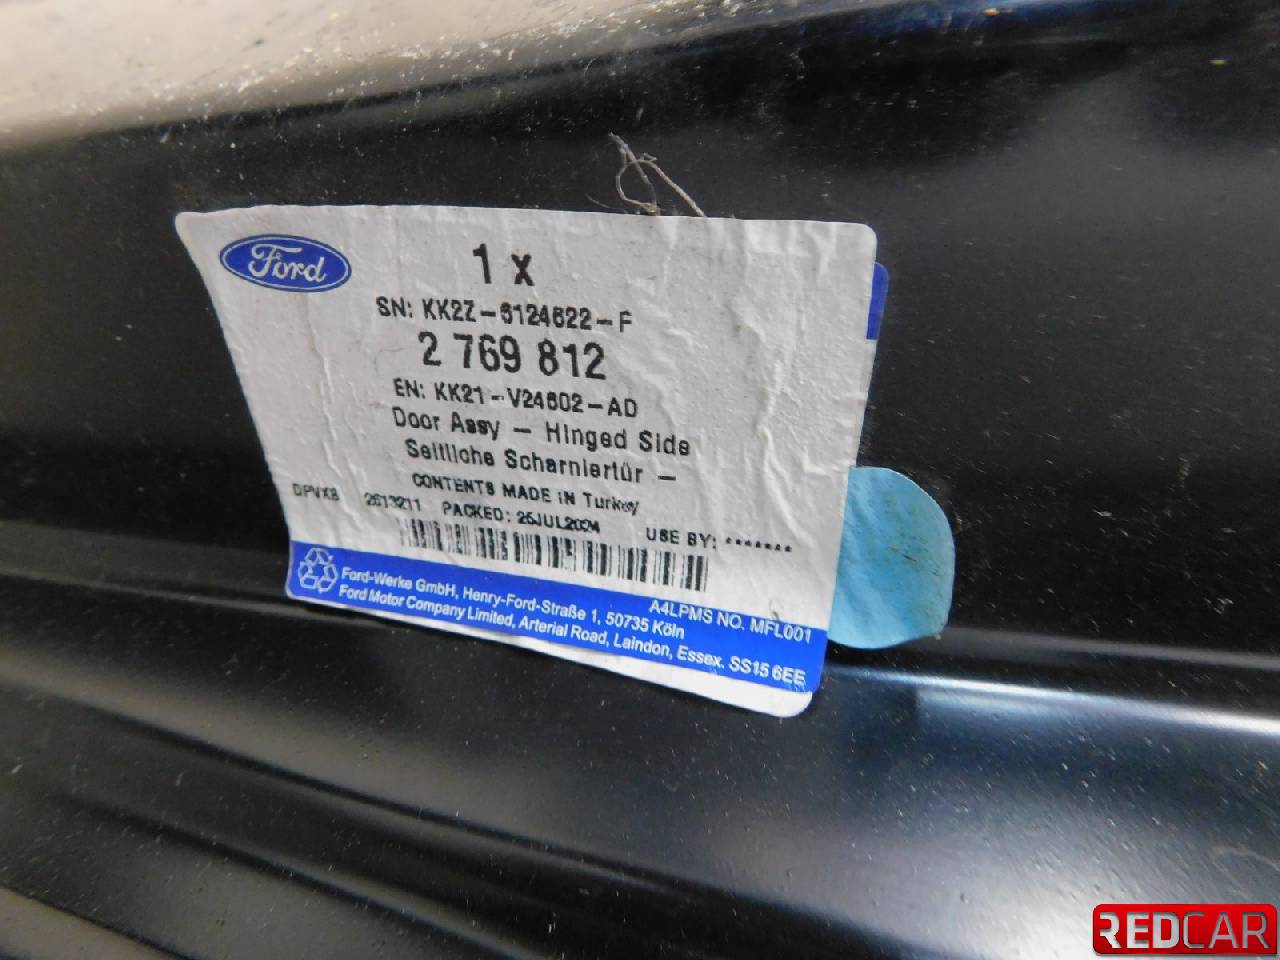 Ford
1 x
SN: KK2Z-6124622-F
2 769 812
EN: KK21-V24602-AD
Door Assy - Hinged Side
Seitliche Scharniertür -
CONTENTS MADE IN Turkey
DPVXB 2613211 PACKED: 25JUL2024 USE BY: *******
A4LPMS NO. MFL001
Ford-Werke GmbH, Henry-Ford-Straße 1, 50735 Köln
Ford Motor Company Limited, Arterial Road, Laindon, Essex. SS15 6EE
REDCAR